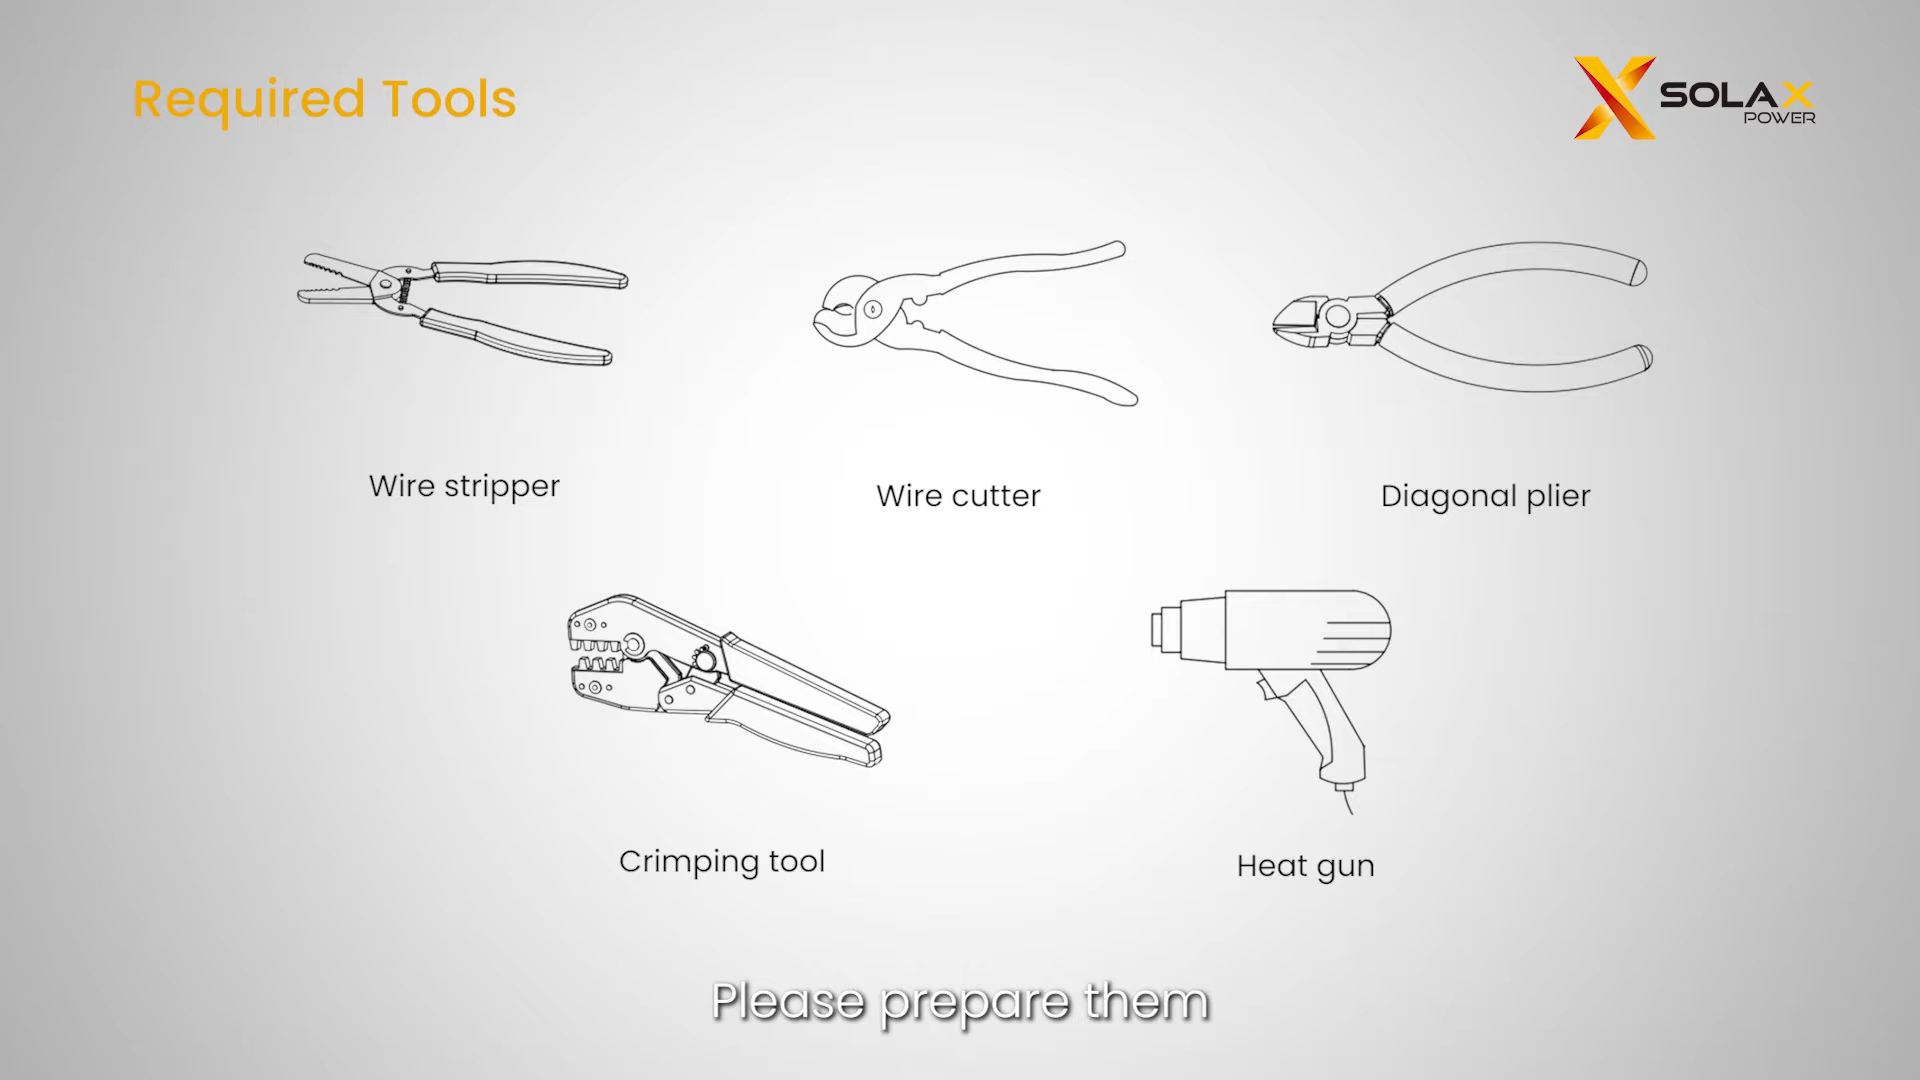 Required Tools
SOLAX
POWER
Wire stripper
Wire cutter
Diagonal plier
Crimping tool
Heat gun
Please prepare them